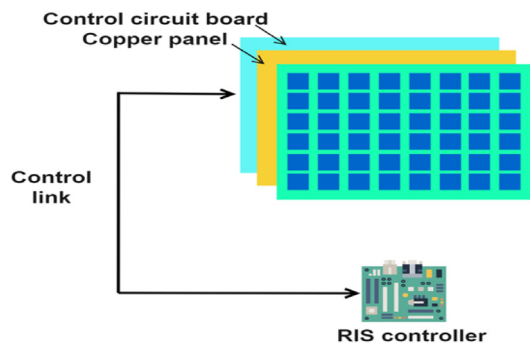 Control circuit board
Copper panel
Control
link
RIS controller